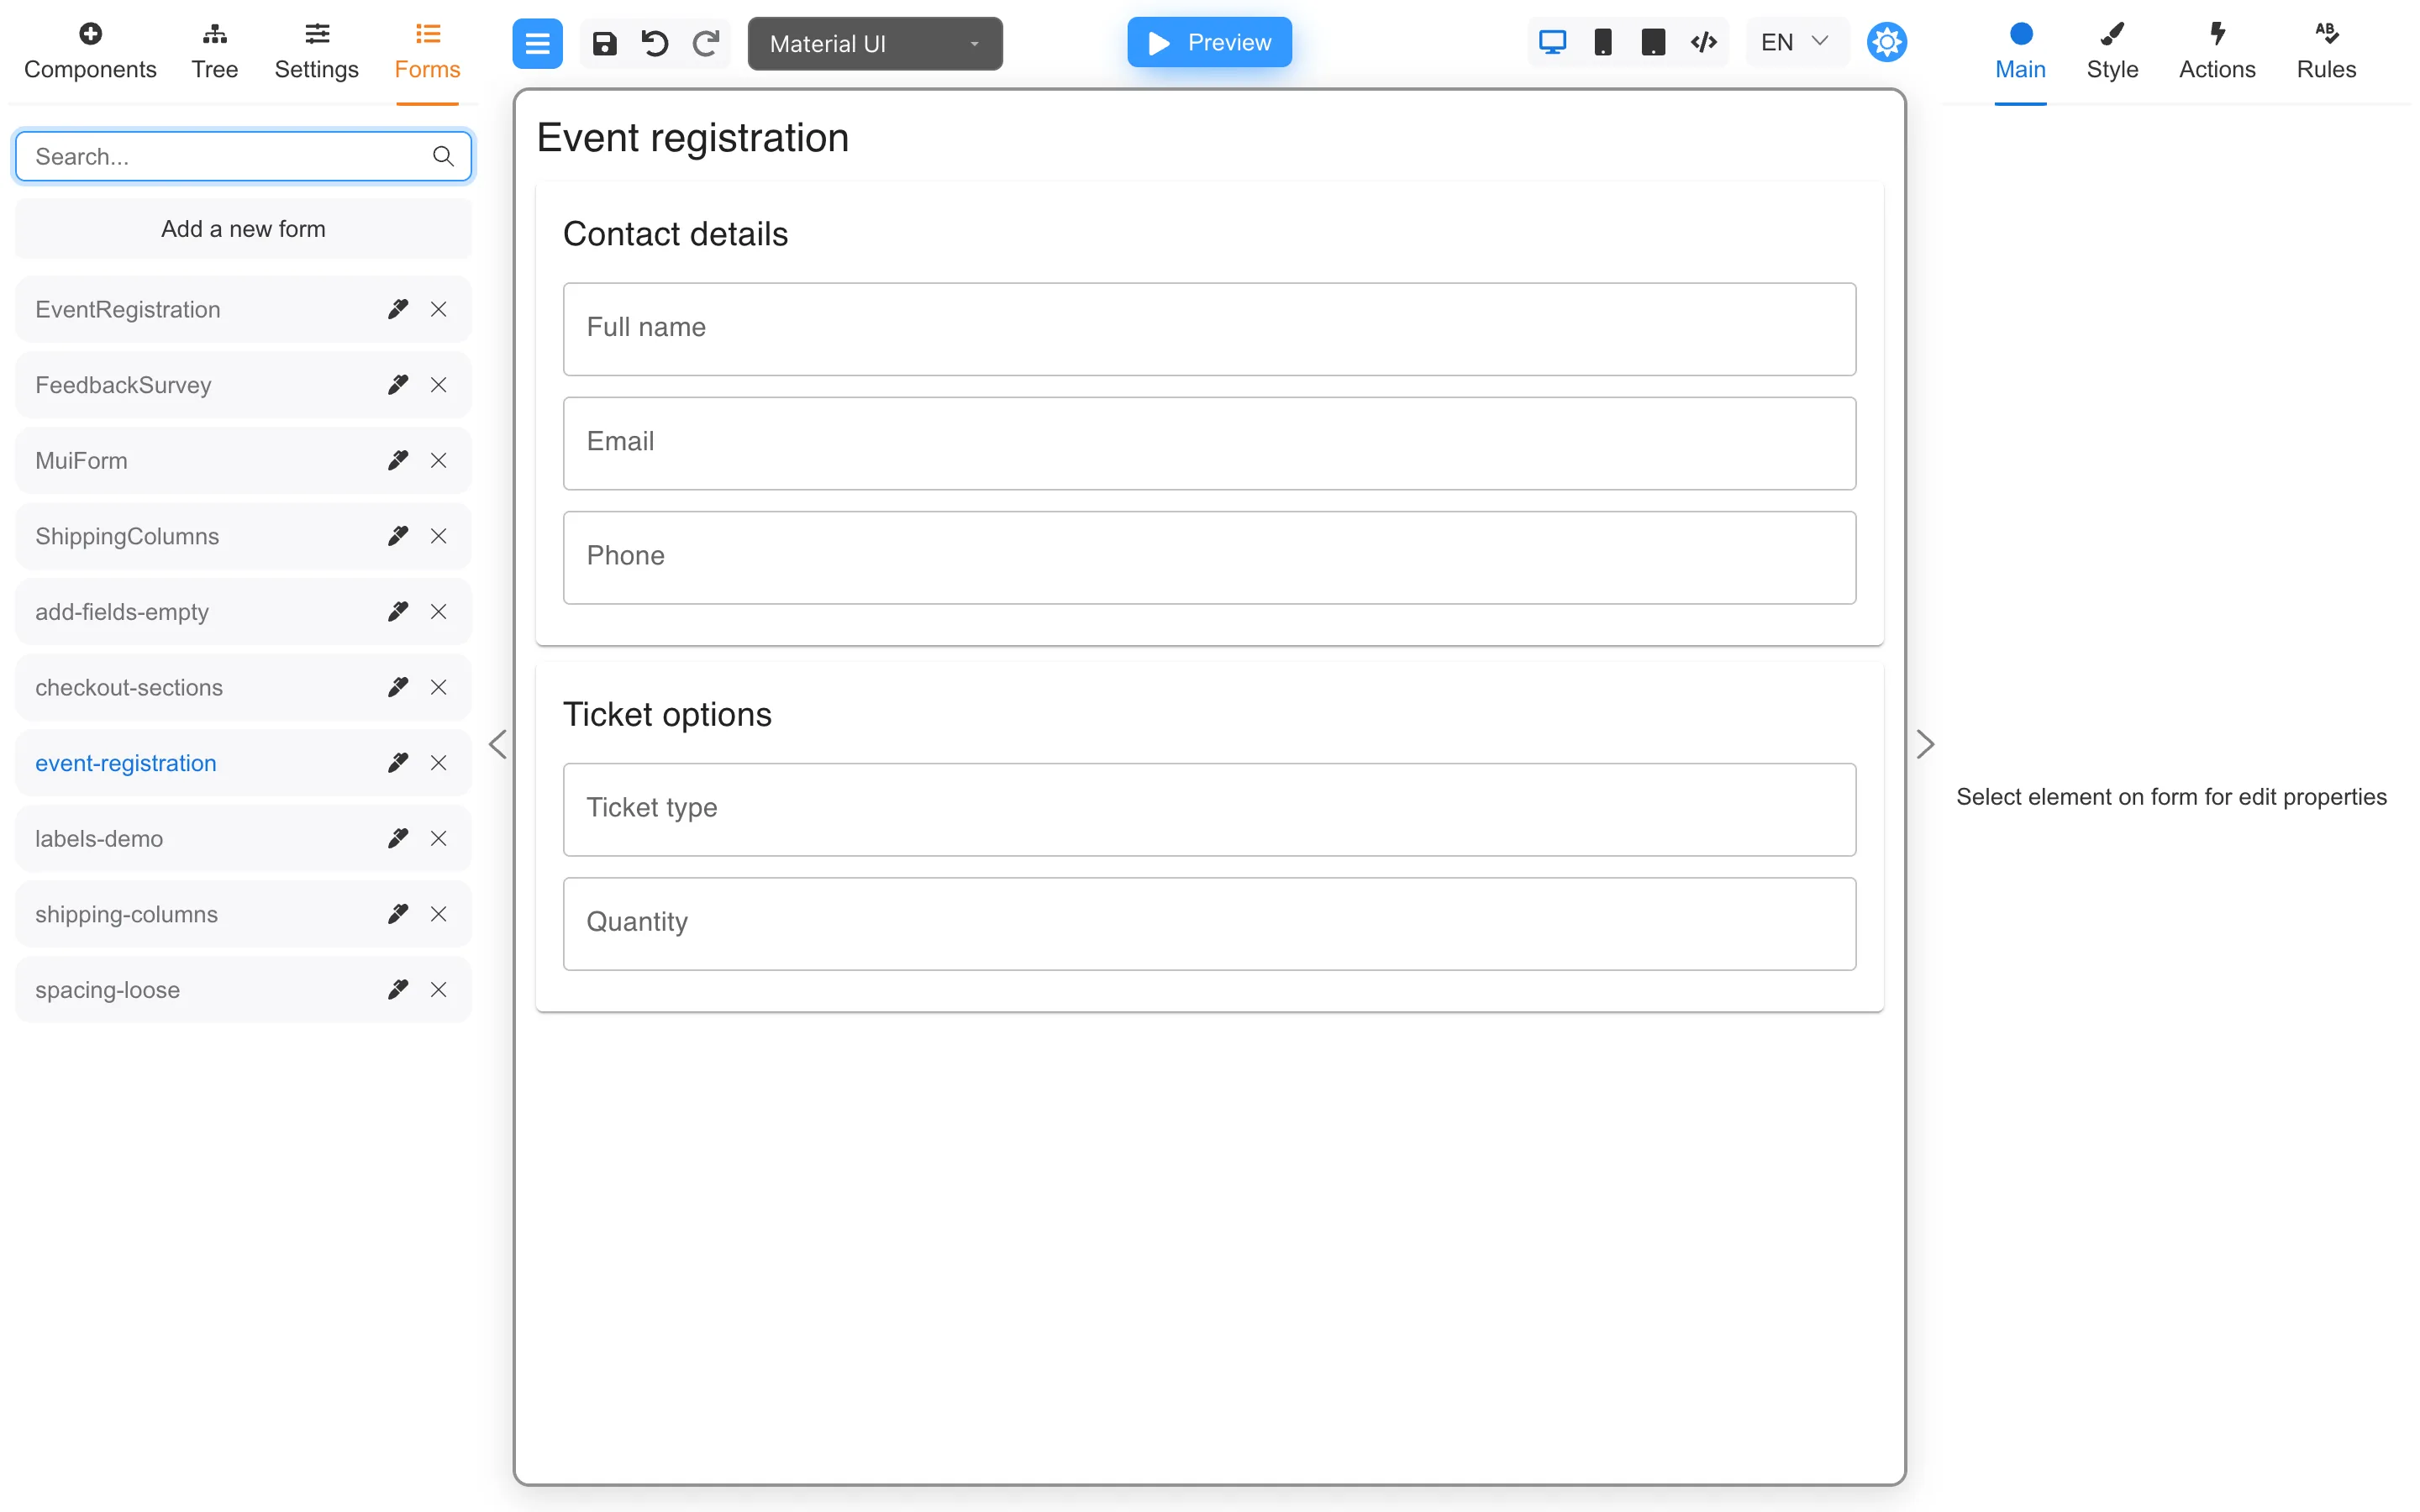 Components
Tree
Settings
Forms
Material UI
Preview
EN
Main
Style
Actions
AB
Rules
Search...
Add a new form
EventRegistration
FeedbackSurvey
MuiForm
ShippingColumns
add-fields-empty
checkout-sections
event-registration
labels-demo
shipping-columns
spacing-loose
Event registration
Contact details
Full name
Email
Phone
Ticket options
Ticket type
Quantity
Select element on form for edit properties